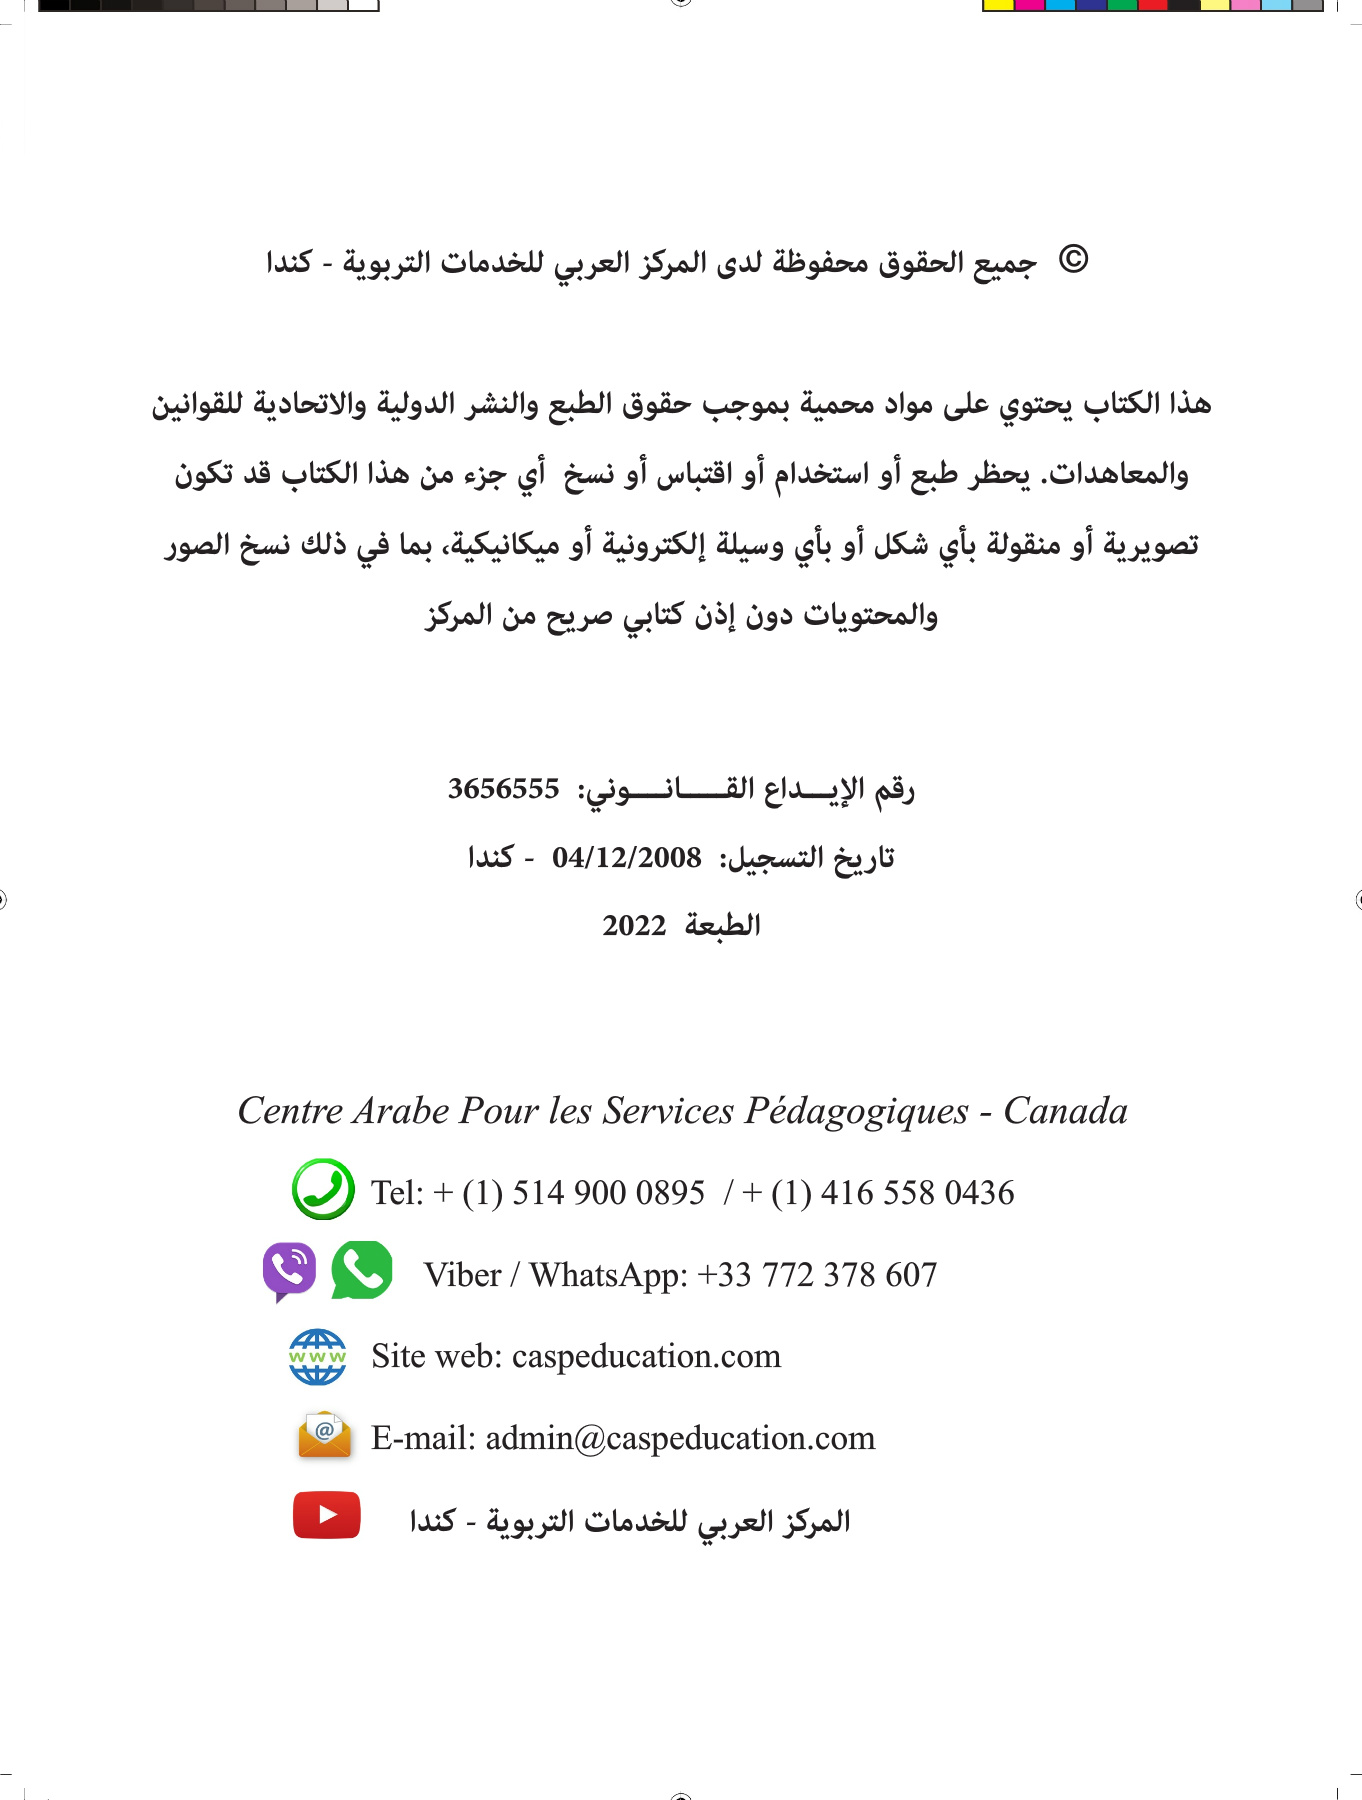 © جميع الحقوق محفوظة لدى المركز العربي للخدمات التربوية - كندا
هذا الكتاب يحتوي على مواد محمية بموجب حقوق الطبع والنشر الدولية والاتحادية للقوانين
والمعاهدات. يحظر طبع أو استخدام أو اقتباس أو نسخ أي جزء من هذا الكتاب قد تكون
تصويرية أو منقولة بأي شكل أو بأي وسيلة إلكترونية أو ميكانيكية، بما في ذلك نسخ الصور
والمحتويات دون إذن كتابي صريح من المركز
رقم الإيـــداع القـــــانــــوني: 3656555
تاريخ التسجيل: 04/12/2008 - كندا
الطبعة 2022
Centre Arabe Pour les Services Pédagogiques - Canada
Tel: + (1) 514 900 0895 / + (1) 416 558 0436
Viber / WhatsApp: +33 772 378 607
www
Site web: caspeducation.com
@
E-mail: admin@caspeducation.com
المركز العربي للخدمات التربوية - كندا